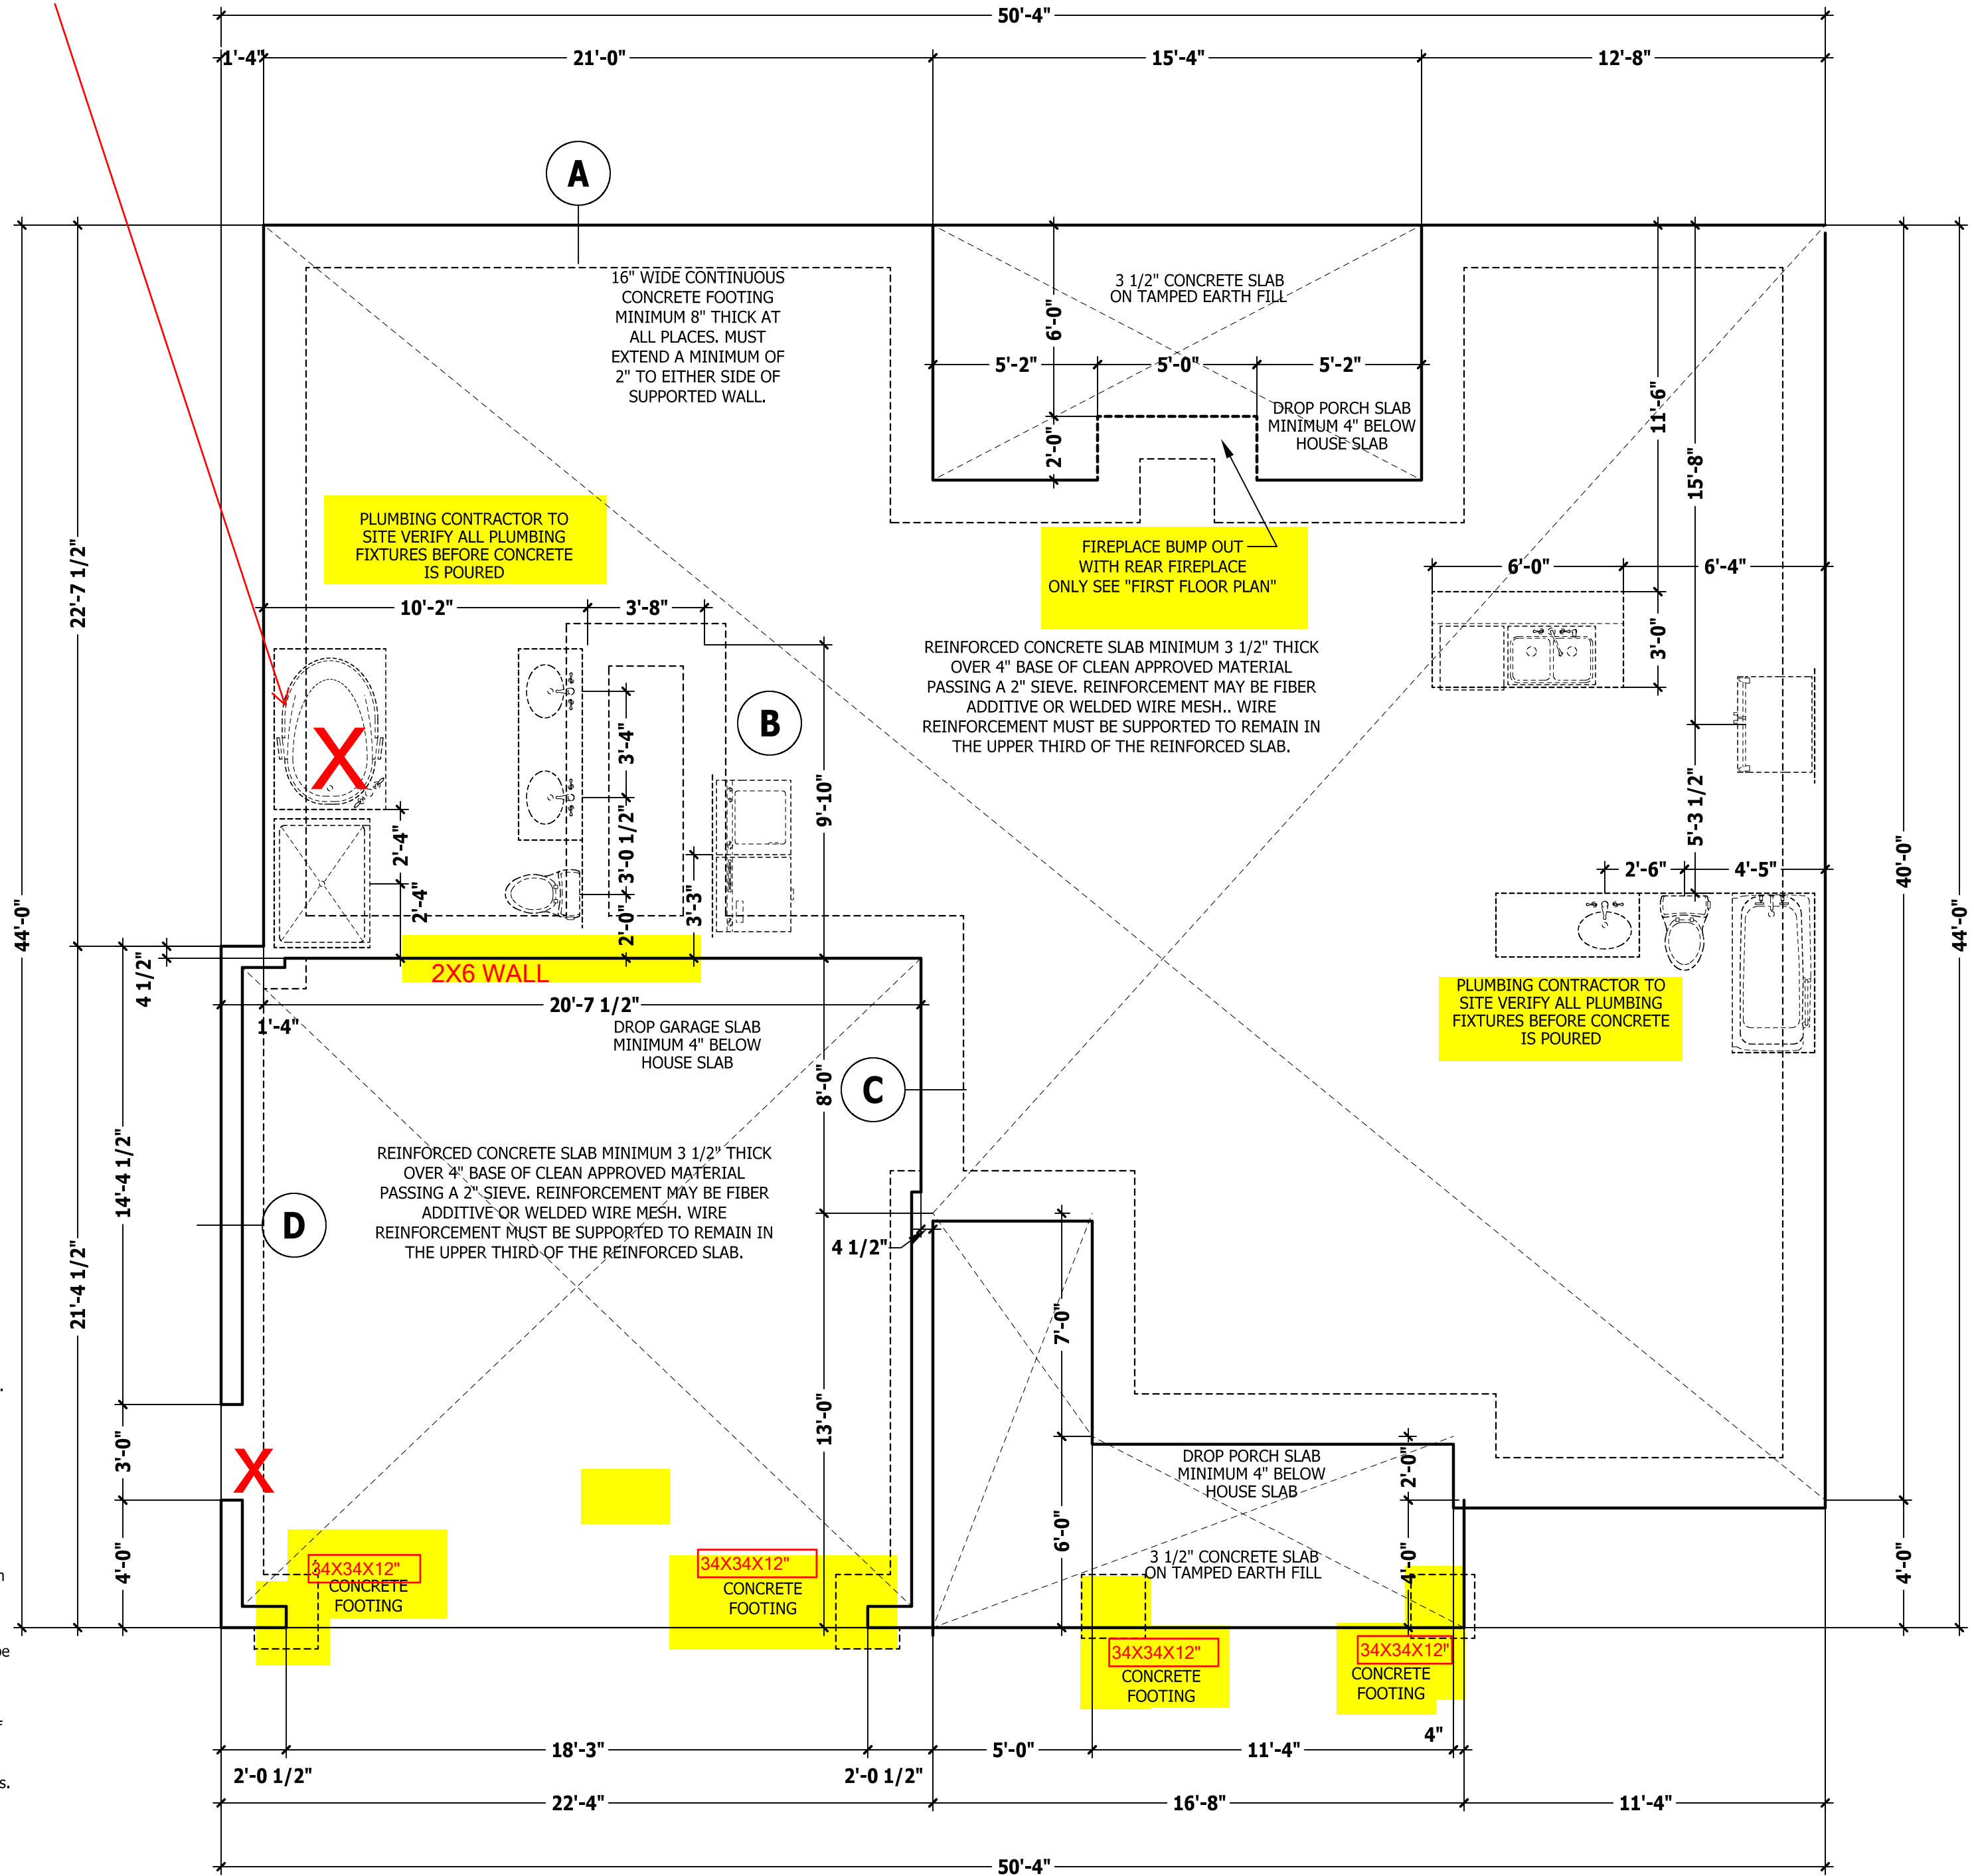 50'-4"
1'-4"
21'-0"
15'-4"
12'-8"
A
16" WIDE CONTINUOUS
CONCRETE FOOTING
MINIMUM 8" THICK AT
ALL PLACES. MUST
EXTEND A MINIMUM OF
2" TO EITHER SIDE OF
SUPPORTED WALL.
3 1/2" CONCRETE SLAB
ON TAMPED EARTH FILL
6'-0"
5'-2"
5'-0"
5'-2"
DROP PORCH SLAB
MINIMUM 4" BELOW
HOUSE SLAB
2'-0"
11'-6"
15'-8"
22'-7 1/2"
PLUMBING CONTRACTOR TO
SITE VERIFY ALL PLUMBING
FIXTURES BEFORE CONCRETE
IS POURED
FIREPLACE BUMP OUT
WITH REAR FIREPLACE
ONLY SEE "FIRST FLOOR PLAN"
6'-0"
6'-4"
10'-2"
3'-8"
3'-0"
REINFORCED CONCRETE SLAB MINIMUM 3 1/2" THICK
OVER 4" BASE OF CLEAN APPROVED MATERIAL
PASSING A 2" SIEVE. REINFORCEMENT MAY BE FIBER
ADDITIVE OR WELDED WIRE MESH.. WIRE
REINFORCEMENT MUST BE SUPPORTED TO REMAIN IN
THE UPPER THIRD OF THE REINFORCED SLAB.
B
X
3'-4"
9'-10"
5'-3 1/2"
2'-4"
3'-0 1/2"
2'-4"
2'-0"
3'-3"
2'-6"
4'-5"
40'-0"
44'-0"
44'-0"
4 1/2"
2X6 WALL
20'-7 1/2"
1'-4"
DROP GARAGE SLAB
MINIMUM 4" BELOW
HOUSE SLAB
PLUMBING CONTRACTOR TO
SITE VERIFY ALL PLUMBING
FIXTURES BEFORE CONCRETE
IS POURED
8'-0"
C
14'-4 1/2"
21'-4 1/2"
REINFORCED CONCRETE SLAB MINIMUM 3 1/2" THICK
OVER 4" BASE OF CLEAN APPROVED MATERIAL
PASSING A 2" SIEVE. REINFORCEMENT MAY BE FIBER
ADDITIVE OR WELDED WIRE MESH. WIRE
REINFORCEMENT MUST BE SUPPORTED TO REMAIN IN
THE UPPER THIRD OF THE REINFORCED SLAB.
D
4 1/2"
7'-0"
13'-0"
3'-0"
X
DROP PORCH SLAB
MINIMUM 4" BELOW
HOUSE SLAB
2'-0"
6'-0"
4'-0"
3 1/2" CONCRETE SLAB
ON TAMPED EARTH FILL
4'-0"
4'-0"
34X34X12"
CONCRETE
FOOTING
34X34X12"
CONCRETE
FOOTING
34X34X12"
CONCRETE
FOOTING
34X34X12"
CONCRETE
FOOTING
4"
18'-3"
5'-0"
11'-4"
2'-0 1/2"
2'-0 1/2"
22'-4"
16'-8"
11'-4"
50'-4"